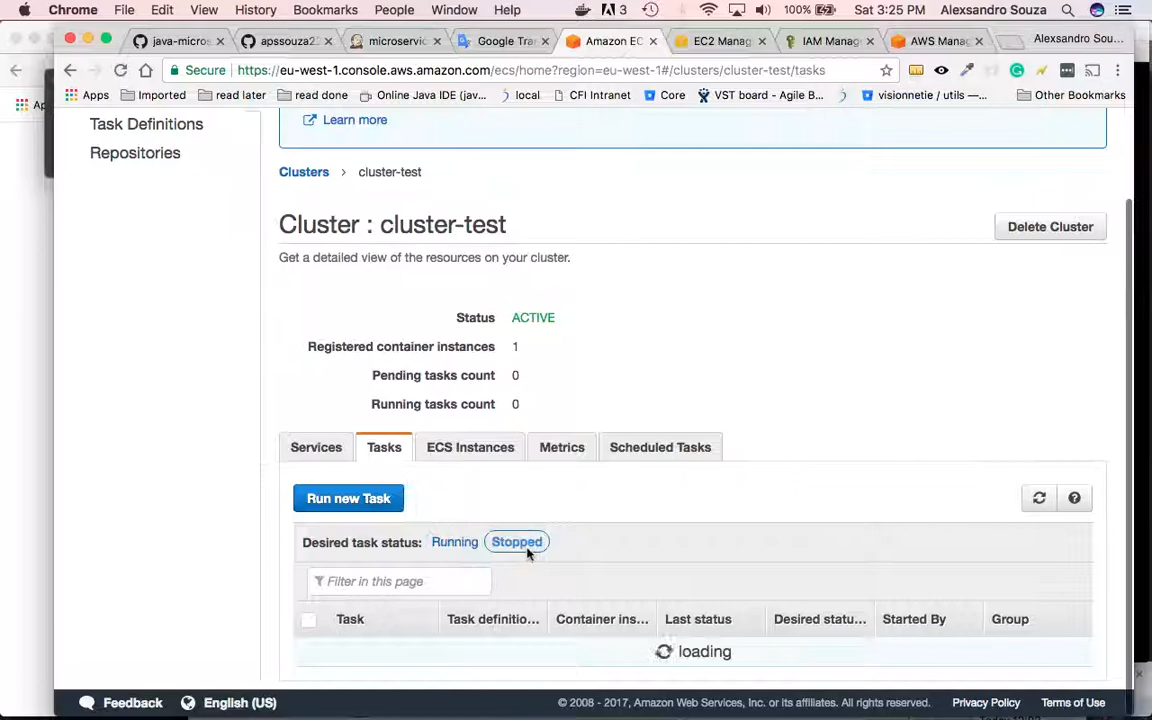 Chrome File Edit View History Bookmarks People Window Help 3 100% Sat 3:25 PM Alexsandro Souza
java-micros apssouza2 microservic Google Tra Amazon EC EC2 Manag IAM Manag AWS Manag Alexsandro Sou...
Secure https://eu-west-1.console.aws.amazon.com/ecs/home?region=eu-west-1#/clusters/cluster-test/tasks
Apps Imported read later read done Online Java IDE (jav... local CFI Intranet Core VST board - Agile B... visionnetie / utils —... Other Bookmarks
Task Definitions
Repositories
Learn more
Clusters > cluster-test
Cluster : cluster-test
Delete Cluster
Get a detailed view of the resources on your cluster.
Status ACTIVE
Registered container instances 1
Pending tasks count 0
Running tasks count 0
Services Tasks ECS Instances Metrics Scheduled Tasks
Run new Task
Desired task status: Running Stopped
Filter in this page
Task Task definitio... Container ins... Last status Desired statu... Started By Group
loading
Feedback English (US) © 2008 - 2017, Amazon Web Services, Inc. or its affiliates. All rights reserved. Privacy Policy Terms of Use